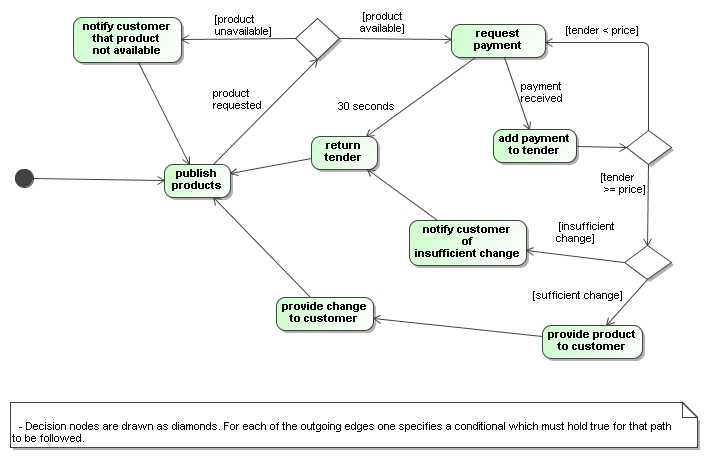 notify customer
that product
not available
[product
unavailable]
[product
available]
request
payment
[tender < price]
product
requested
30 seconds
payment
received
return
tender
add payment
to tender
publish
products
[tender
>= price]
notify customer
of
insufficient change
[insufficient
change]
[sufficient change]
provide change
to customer
provide product
to customer
- Decision nodes are drawn as diamonds. For each of the outgoing edges one specifies a conditional which must hold true for that path
to be followed.